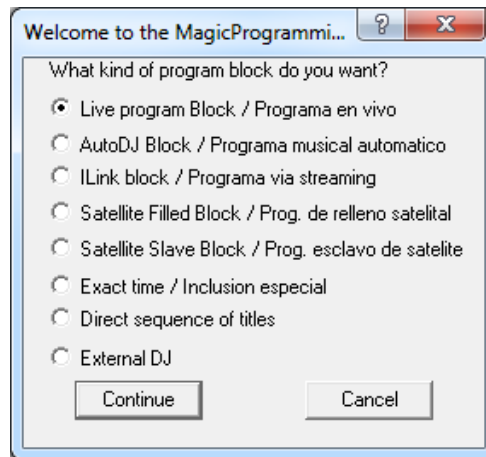 Welcome to the MagicProgrammi...
What kind of program block do you want?
Live program Block / Programa en vivo
AutoDJ Block / Programa musical automatico
ILink block / Programa via streaming
Satellite Filled Block / Prog. de relleno satelital
Satellite Slave Block / Prog. esclavo de satelite
Exact time / Inclusion especial
Direct sequence of titles
External DJ
Continue Cancel